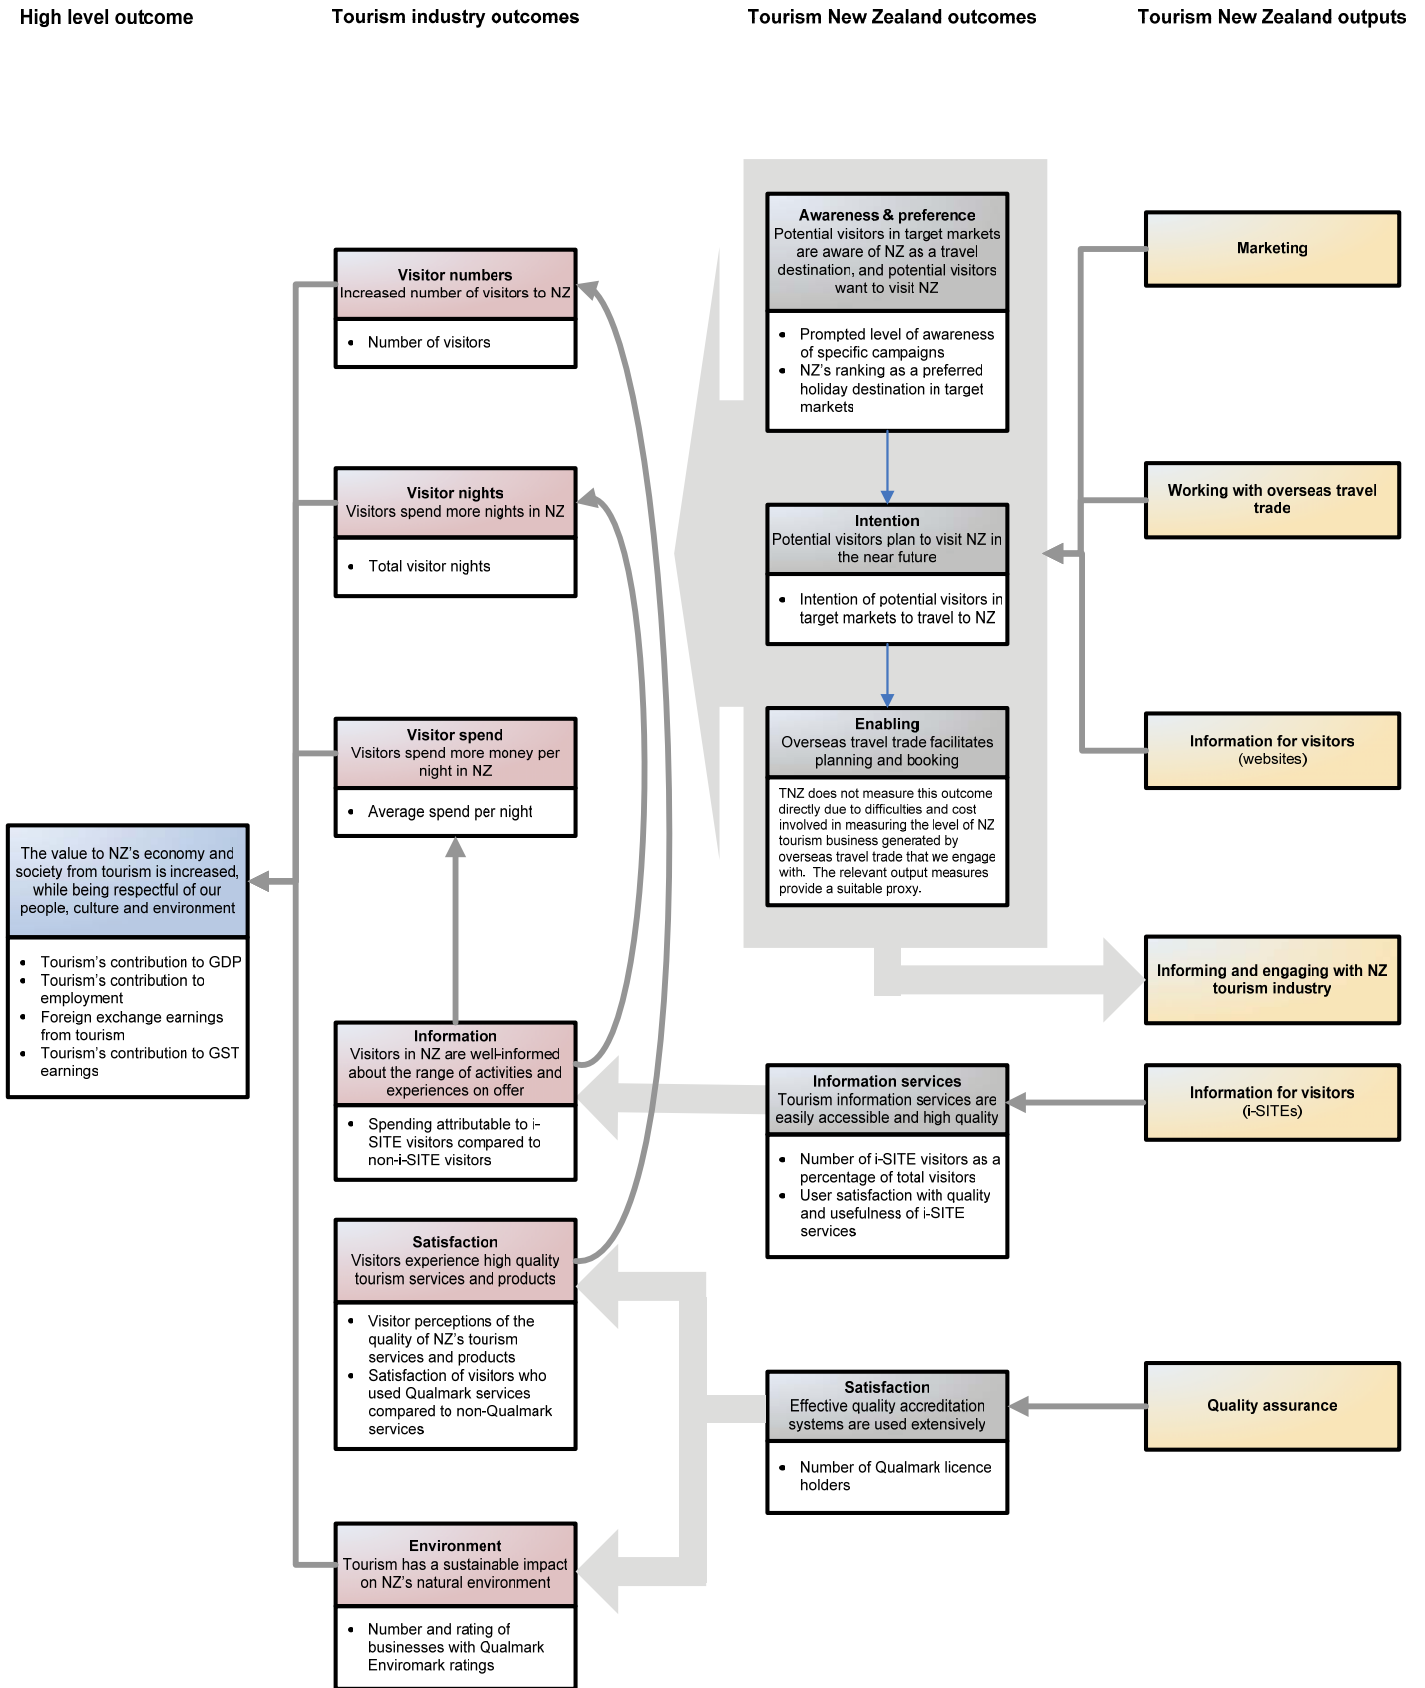 High level outcome
Tourism industry outcomes
Tourism New Zealand outcomes
Tourism New Zealand outputs
The value to NZ's economy and
society from tourism is increased,
while being respectful of our
people, culture and environment
• Tourism's contribution to GDP
• Tourism's contribution to
employment
• Foreign exchange earnings
from tourism
• Tourism's contribution to GST
earnings
Visitor numbers
Increased number of visitors to NZ
• Number of visitors
Visitor nights
Visitors spend more nights in NZ
• Total visitor nights
Visitor spend
Visitors spend more money per
night in NZ
• Average spend per night
Information
Visitors in NZ are well-informed
about the range of activities and
experiences on offer
• Spending attributable to i-
SITE visitors compared to
non-i-SITE visitors
Satisfaction
Visitors experience high quality
tourism services and products
• Visitor perceptions of the
quality of NZ's tourism
services and products
• Satisfaction of visitors who
used Qualmark services
compared to non-Qualmark
services
Environment
Tourism has a sustainable impact
on NZ's natural environment
• Number and rating of
businesses with Qualmark
Enviromark ratings
Awareness & preference
Potential visitors in target markets
are aware of NZ as a travel
destination, and potential visitors
want to visit NZ
• Prompted level of awareness
of specific campaigns
• NZ's ranking as a preferred
holiday destination in target
markets
Intention
Potential visitors plan to visit NZ in
the near future
• Intention of potential visitors in
target markets to travel to NZ
Enabling
Overseas travel trade facilitates
planning and booking
TNZ does not measure this outcome
directly due to difficulties and cost
involved in measuring the level of NZ
tourism business generated by
overseas travel trade that we engage
with. The relevant output measures
provide a suitable proxy.
Information services
Tourism information services are
easily accessible and high quality
• Number of i-SITE visitors as a
percentage of total visitors
• User satisfaction with quality
and usefulness of i-SITE
services
Satisfaction
Effective quality accreditation
systems are used extensively
• Number of Qualmark licence
holders
Marketing
Working with overseas travel
trade
Information for visitors
(websites)
Informing and engaging with NZ
tourism industry
Information for visitors
(i-SITEs)
Quality assurance